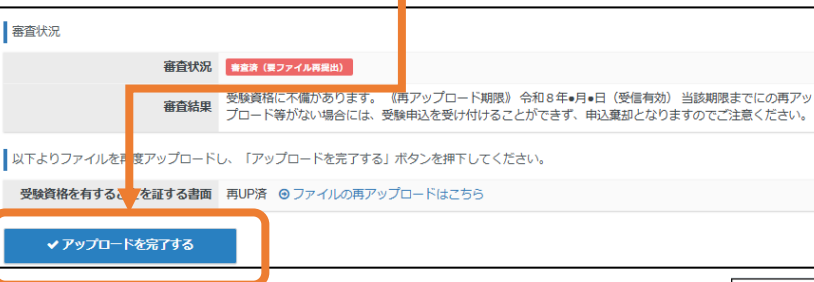 審査状況
審査状況 審査済（要ファイル再提出）
審査結果 受験資格に不備があります。 《再アップロード期限》 令和８年●月●日（受信有効） 当該期限までにの再アッ
プロード等がない場合には、受験申込を受け付けることができず、申込棄却となりますのでご注意ください。
以下よりファイルを再度アップロードし、「アップロードを完了する」ボタンを押下してください。
受験資格を有することを証する書面 再UP済 ファイルの再アップロードはこちら
アップロードを完了する